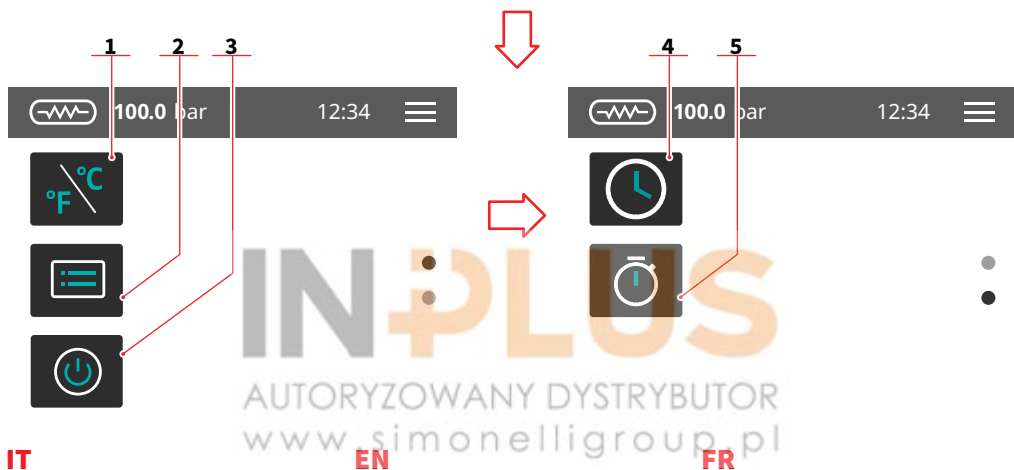 1 2 3 4 5
100.0 bar 12:34
100.0 bar 12:34
°C
°F
INPLUS
AUTORYZOWANY DYSTRYBUTOR
www.simonelligroup.pl
IT EN FR